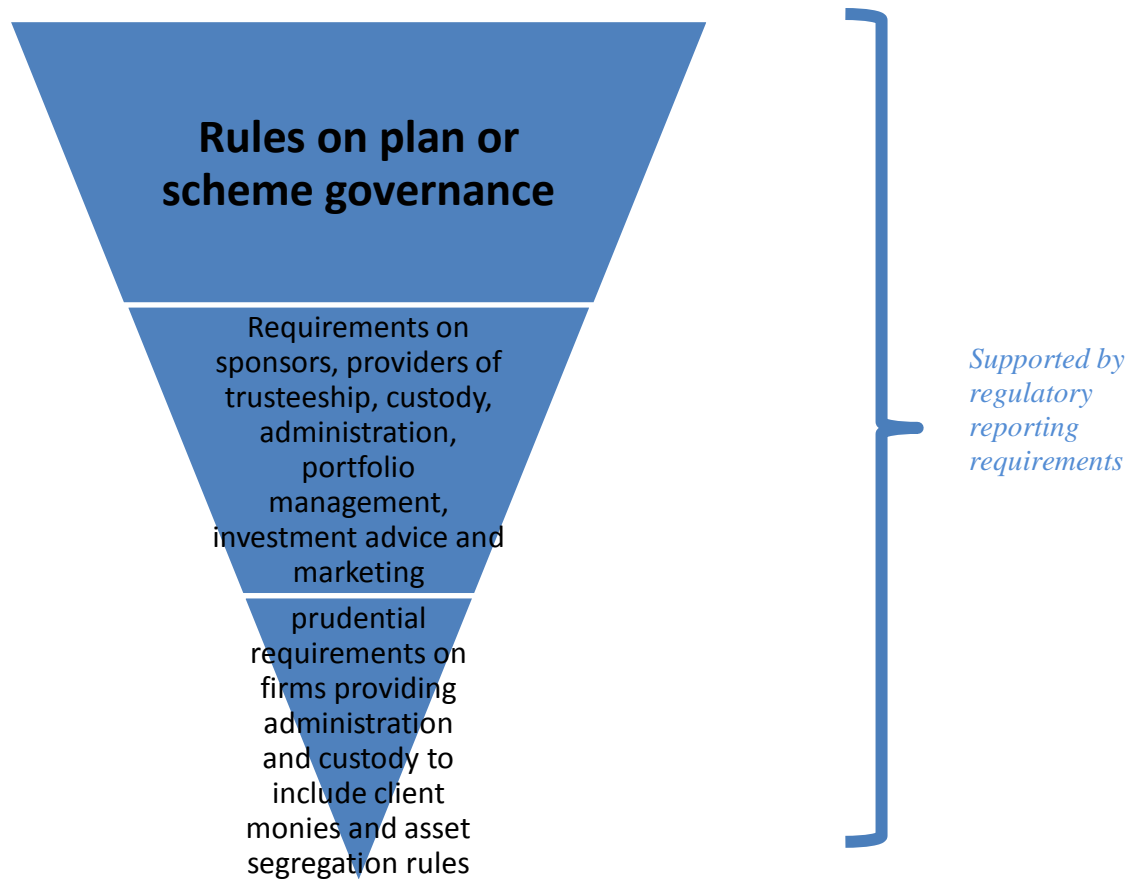 Rules on plan or
scheme governance
Requirements on
sponsors, providers of
trusteeship, custody,
administration,
portfolio
management,
investment advice and
marketing
prudential
requirements on
firms providing
administration
and custody to
include client
monies and asset
segregation rules
Supported by
regulatory
reporting
requirements